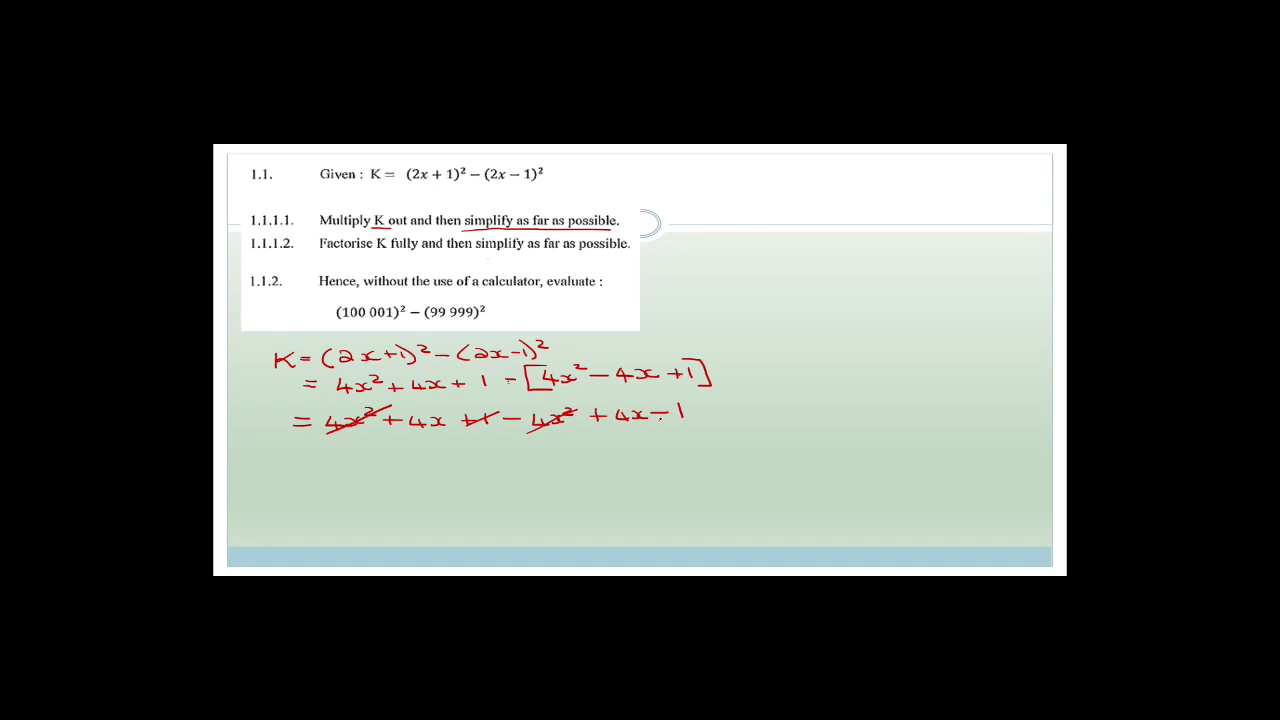 1.1. Given : K = (2x + 1)² − (2x − 1)²
1.1.1.1. Multiply K out and then simplify as far as possible.
1.1.1.2. Factorise K fully and then simplify as far as possible.
1.1.2. Hence, without the use of a calculator, evaluate :
(100 001)² − (99 999)²
K = (2x+1)² − (2x−1)²
= 4x² + 4x + 1 − [4x² − 4x + 1]
= 4x² + 4x + 1 − 4x² + 4x − 1